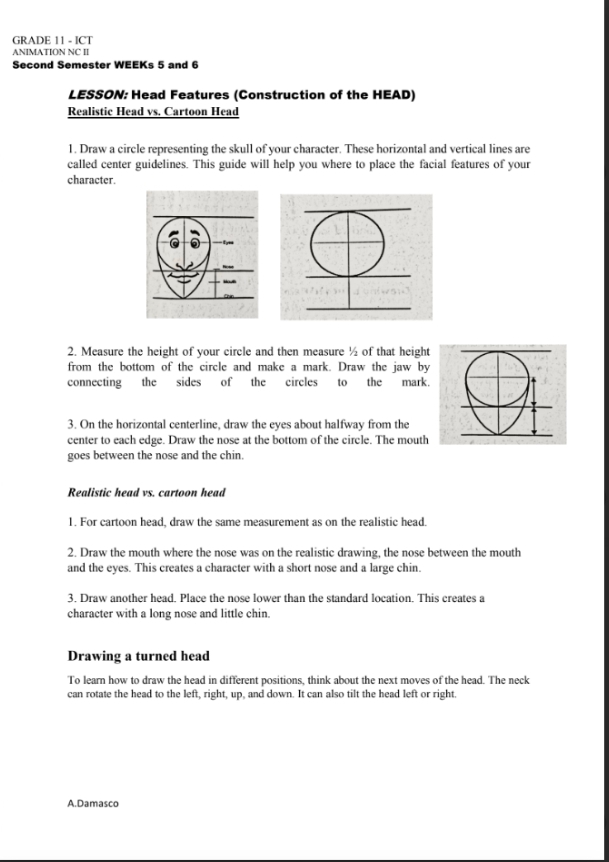 GRADE 11 - ICT
ANIMATION NC II
Second Semester WEEKs 5 and 6
LESSON: Head Features (Construction of the HEAD)
Realistic Head vs. Cartoon Head
1. Draw a circle representing the skull of your character. These horizontal and vertical lines are
called center guidelines. This guide will help you where to place the facial features of your
character.
Eyes
Nose
Mouth
Chin
2. Measure the height of your circle and then measure ½ of that height
from the bottom of the circle and make a mark. Draw the jaw by
connecting the sides of the circles to the mark.
3. On the horizontal centerline, draw the eyes about halfway from the
center to each edge. Draw the nose at the bottom of the circle. The mouth
goes between the nose and the chin.
Realistic head vs. cartoon head
1. For cartoon head, draw the same measurement as on the realistic head.
2. Draw the mouth where the nose was on the realistic drawing, the nose between the mouth
and the eyes. This creates a character with a short nose and a large chin.
3. Draw another head. Place the nose lower than the standard location. This creates a
character with a long nose and little chin.
Drawing a turned head
To learn how to draw the head in different positions, think about the next moves of the head. The neck
can rotate the head to the left, right, up, and down. It can also tilt the head left or right.
A.Damasco